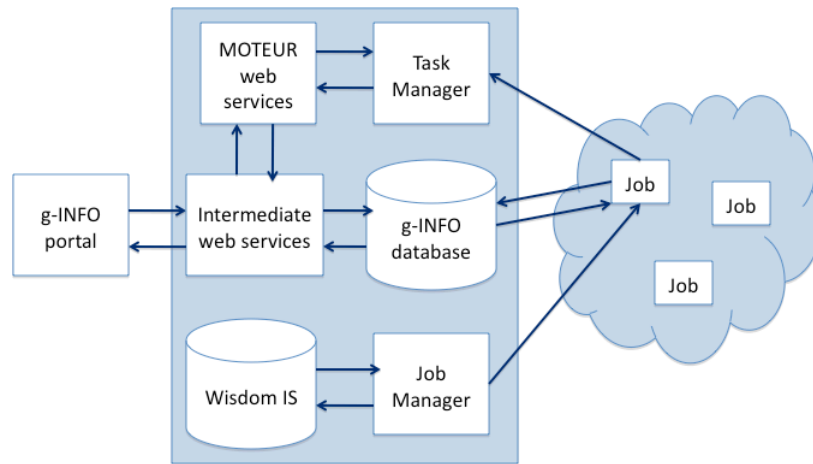 MOTEUR
web
services
Task
Manager
g-INFO
portal
Intermediate
web services
g-INFO
database
Job
Job
Job
Wisdom IS
Job
Manager